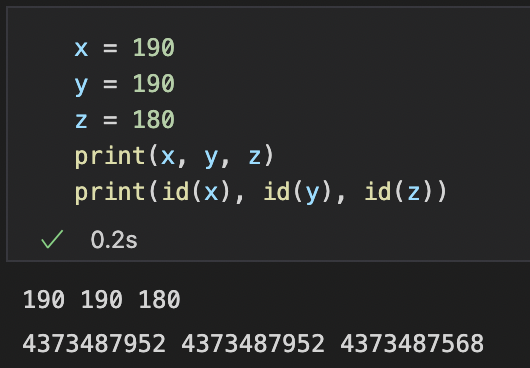 x = 190
y = 190
z = 180
print(x, y, z)
print(id(x), id(y), id(z))
✓ 0.2s
190 190 180
4373487952 4373487952 4373487568